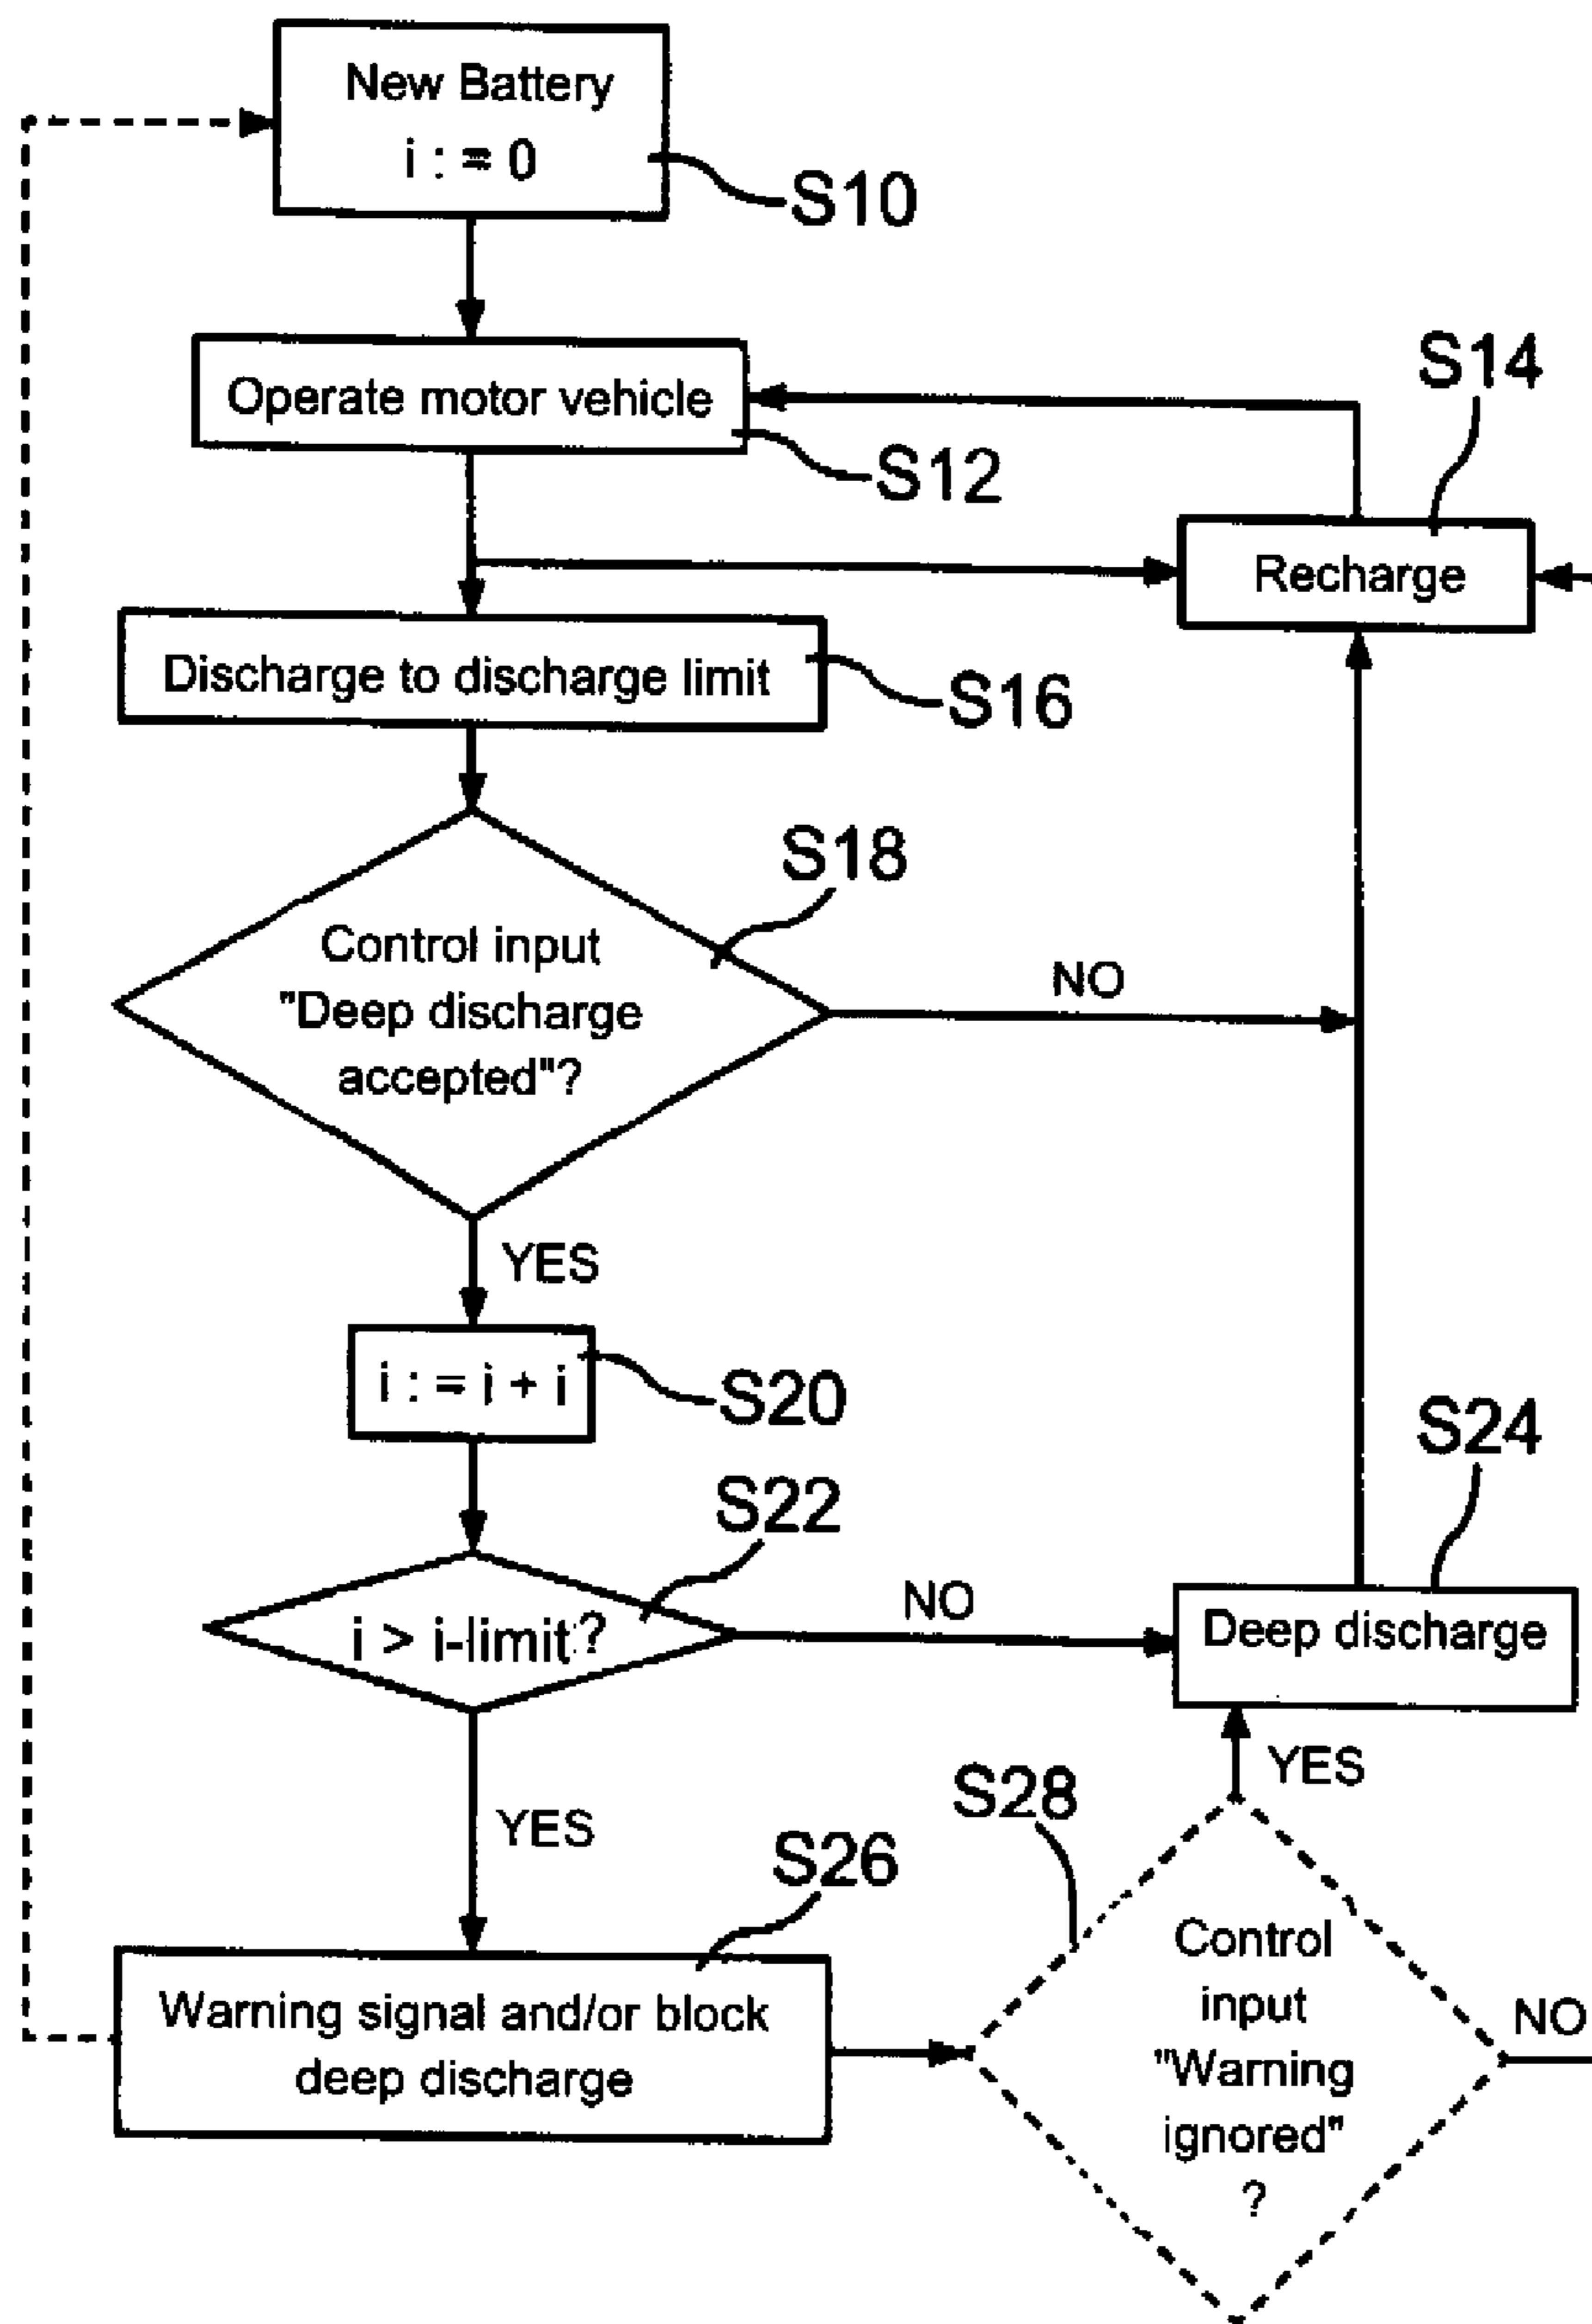 New Battery
i : = 0
S10
Operate motor vehicle
S12
S14
Recharge
Discharge to discharge limit
S16
S18
Control input
"Deep discharge
accepted"?
NO
YES
i : = i + i
S20
S22
i > i-limit?
NO
S24
Deep discharge
YES
YES
S26
Warning signal and/or block
deep discharge
S28
Control
input
"Warning
ignored"
?
NO